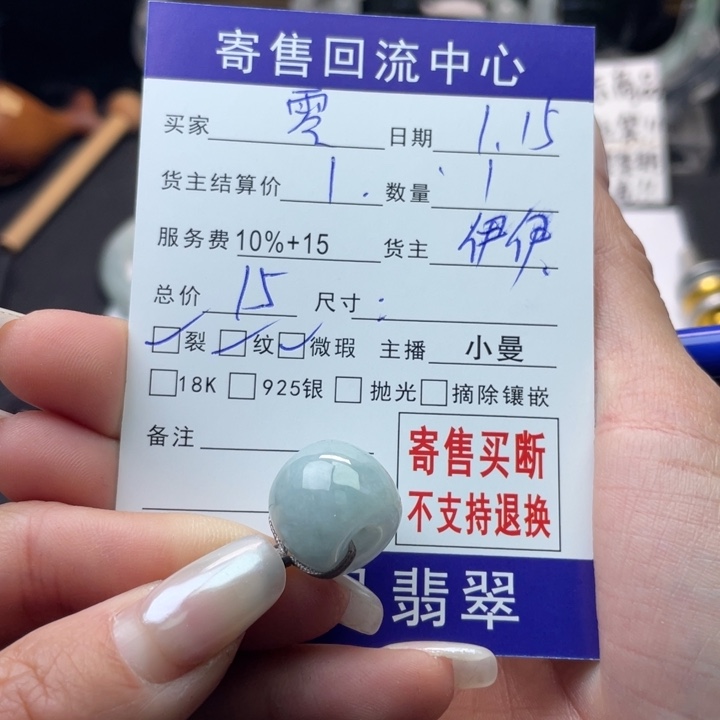 寄售回流中心
买家 零 日期 1.15
货主结算价 1. 数量 1
服务费 10%+15 货主 伊伊
总价 15 尺寸:
裂 纹 微瑕 主播 小曼
18K 925银 抛光 摘除镶嵌
备注
寄售买断
不支持退换
翡翠